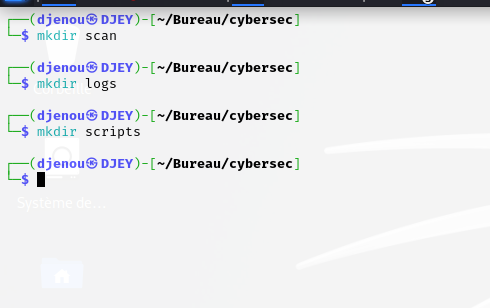 ┌──(djenou㉿DJEY)-[~/Bureau/cybersec]
└─$ mkdir scan
┌──(djenou㉿DJEY)-[~/Bureau/cybersec]
└─$ mkdir logs
┌──(djenou㉿DJEY)-[~/Bureau/cybersec]
└─$ mkdir scripts
┌──(djenou㉿DJEY)-[~/Bureau/cybersec]
└─$
Système de...